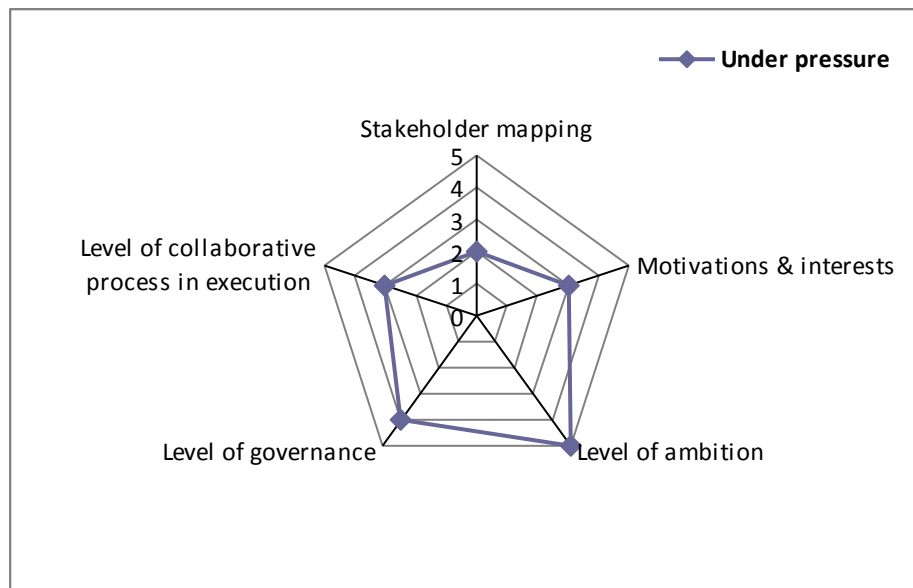 Under pressure
Stakeholder mapping
5
4
3
2
1
0
Motivations & interests
Level of ambition
Level of governance
Level of collaborative
process in execution